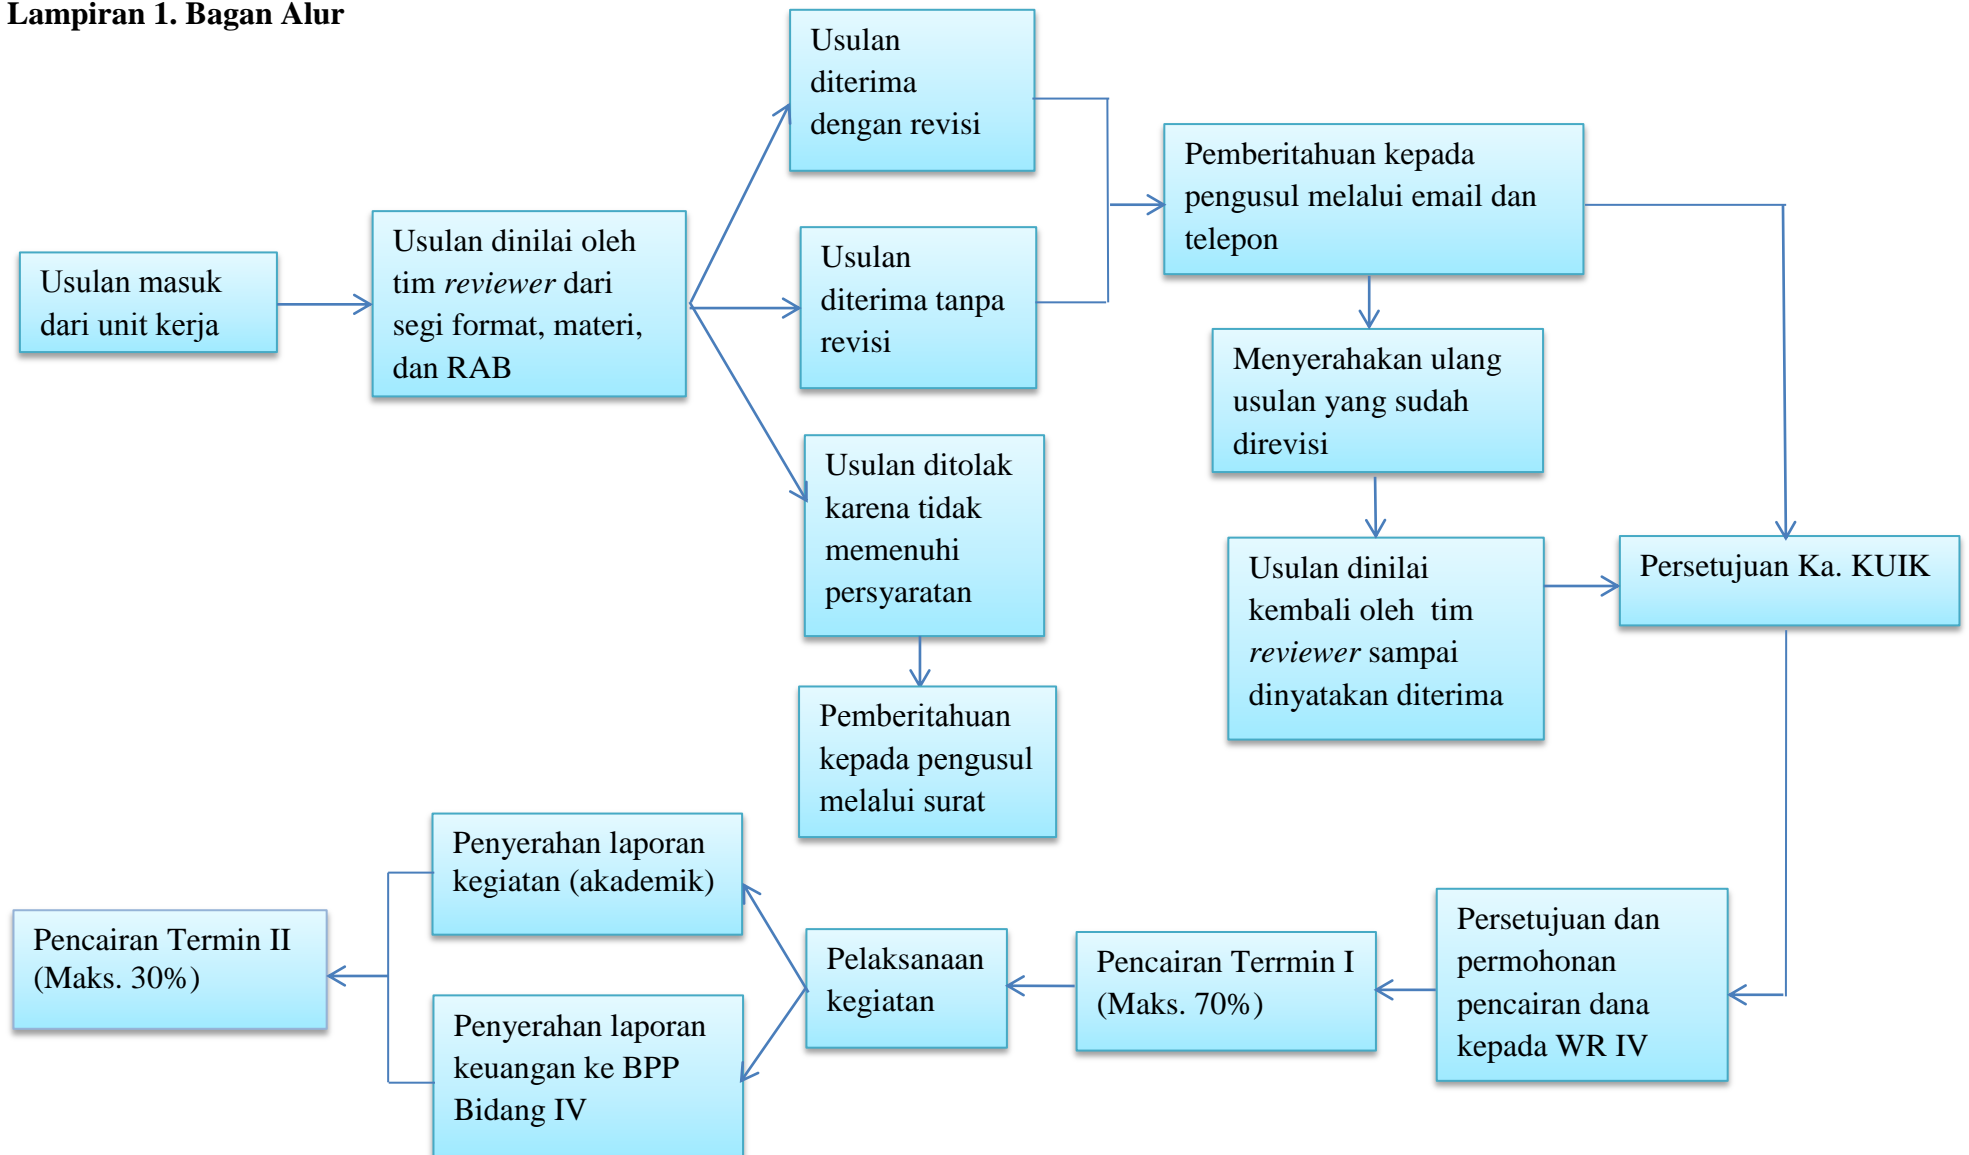 Lampiran 1. Bagan Alur
Usulan masuk
dari unit kerja
Usulan dinilai oleh
tim reviewer dari
segi format, materi,
dan RAB
Usulan
diterima
dengan revisi
Usulan
diterima tanpa
revisi
Usulan ditolak
karena tidak
memenuhi
persyaratan
Pemberitahuan
kepada pengusul
melalui surat
Pemberitahuan kepada
pengusul melalui email dan
telepon
Menyerahakan ulang
usulan yang sudah
direvisi
Usulan dinilai
kembali oleh  tim
reviewer sampai
dinyatakan diterima
Persetujuan Ka. KUIK
Persetujuan dan
permohonan
pencairan dana
kepada WR IV
Pencairan Terrmin I
(Maks. 70%)
Pelaksanaan
kegiatan
Penyerahan laporan
kegiatan (akademik)
Penyerahan laporan
keuangan ke BPP
Bidang IV
Pencairan Termin II
(Maks. 30%)